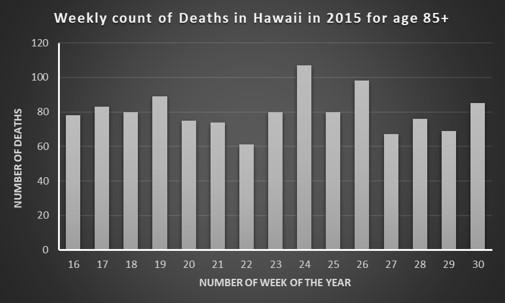 Weekly count of Deaths in Hawaii in 2015 for age 85+
NUMBER OF DEATHS
120
100
80
60
40
20
0
16 17 18 19 20 21 22 23 24 25 26 27 28 29 30
NUMBER OF WEEK OF THE YEAR